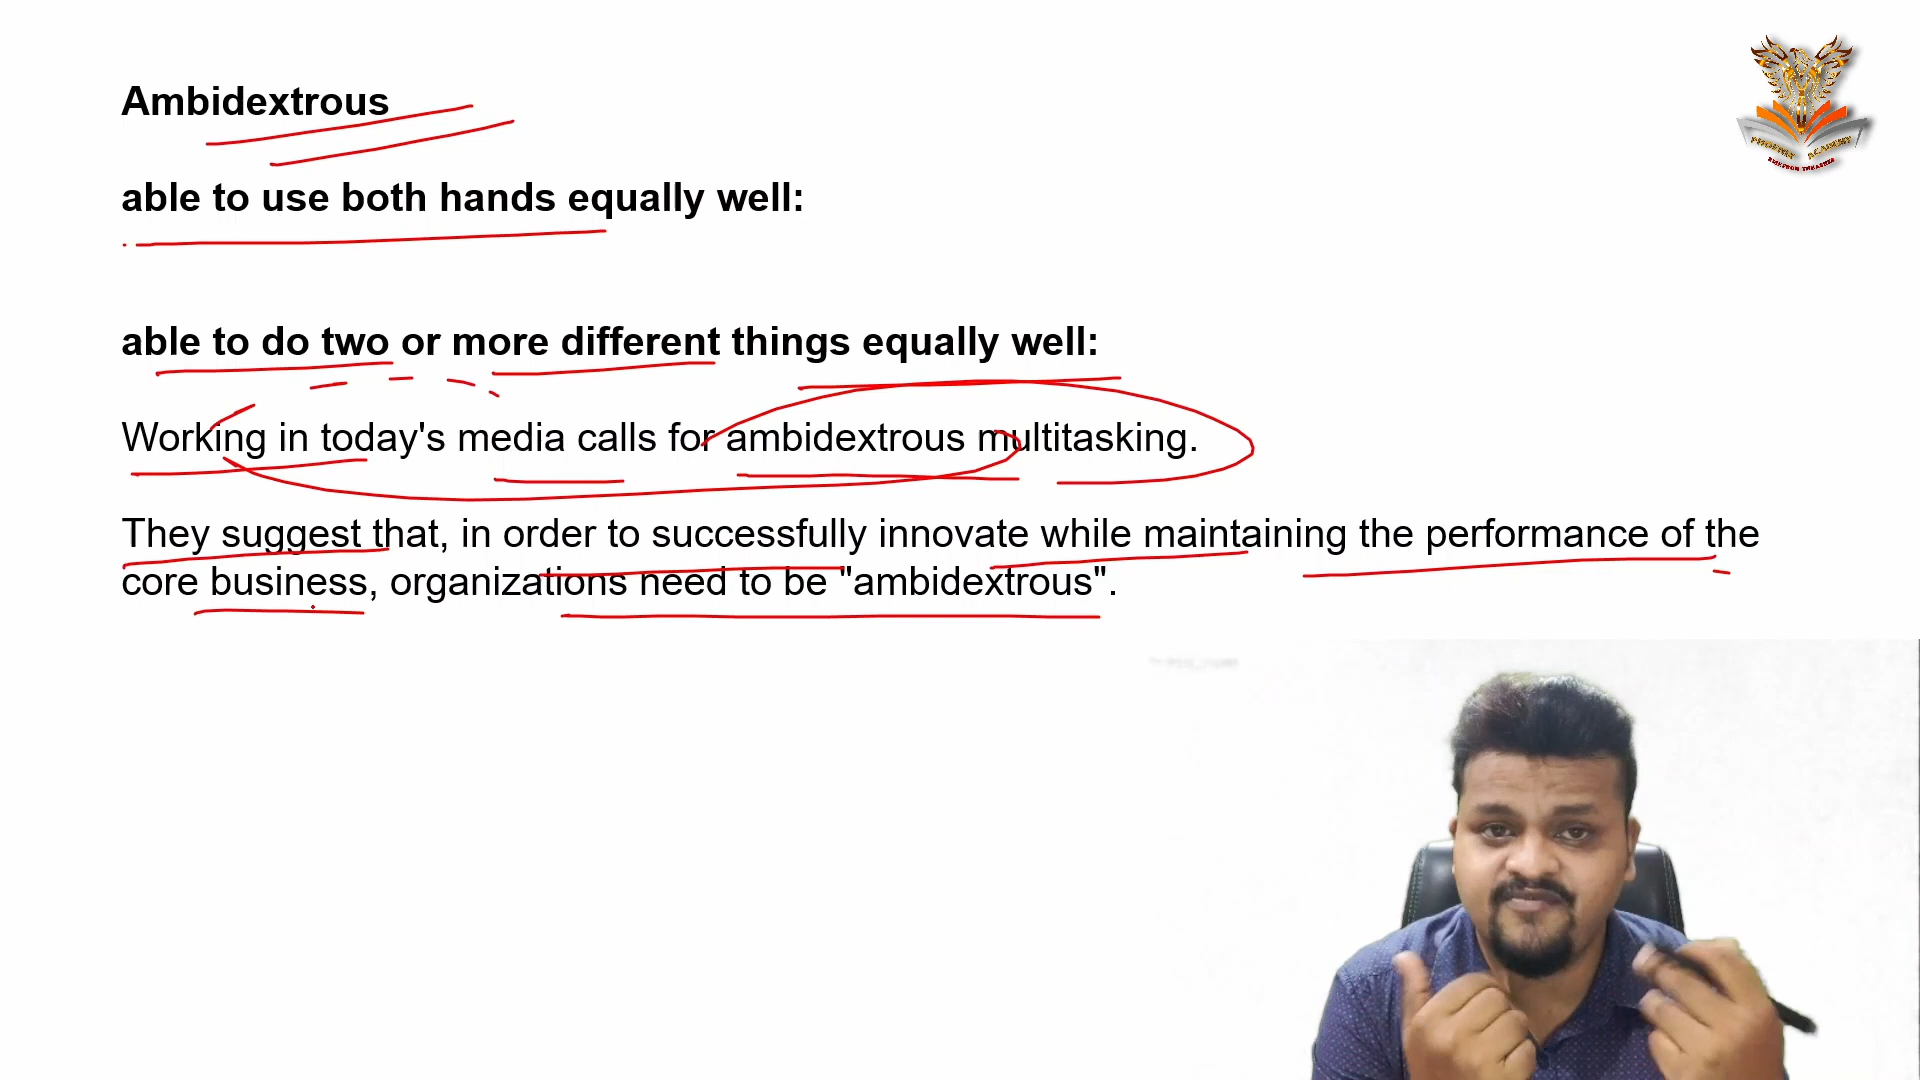 Ambidextrous
able to use both hands equally well:
able to do two or more different things equally well:
Working in today's media calls for ambidextrous multitasking.
They suggest that, in order to successfully innovate while maintaining the performance of the
core business, organizations need to be "ambidextrous".
PHOENIX ACADEMY